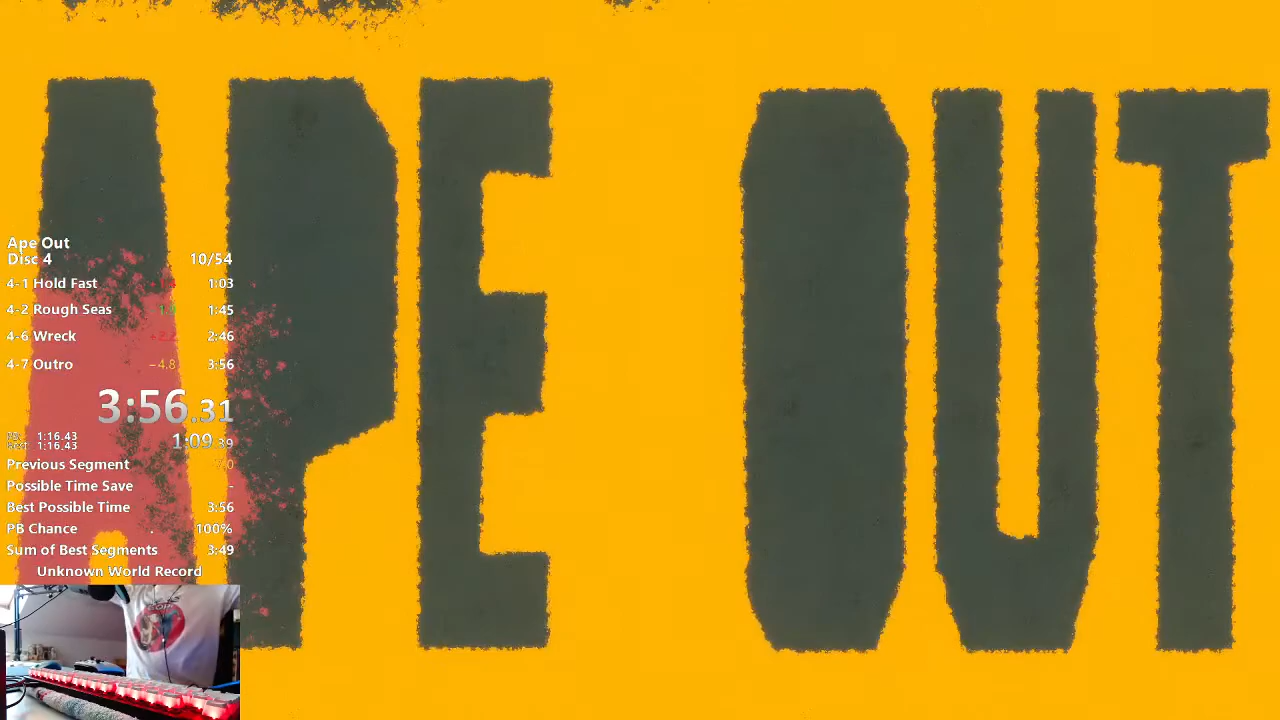 APE OUT
Ape Out
Disc 4 10/54
4-1 Hold Fast 1:03
4-2 Rough Seas 1:45
4-6 Wreck 2:46
4-7 Outro −4.8 3:56
3:56.31
1:16.43
1:16.43 1:09.39
Previous Segment
Possible Time Save -
Best Possible Time 3:56
PB Chance 100%
Sum of Best Segments 3:49
Unknown World Record